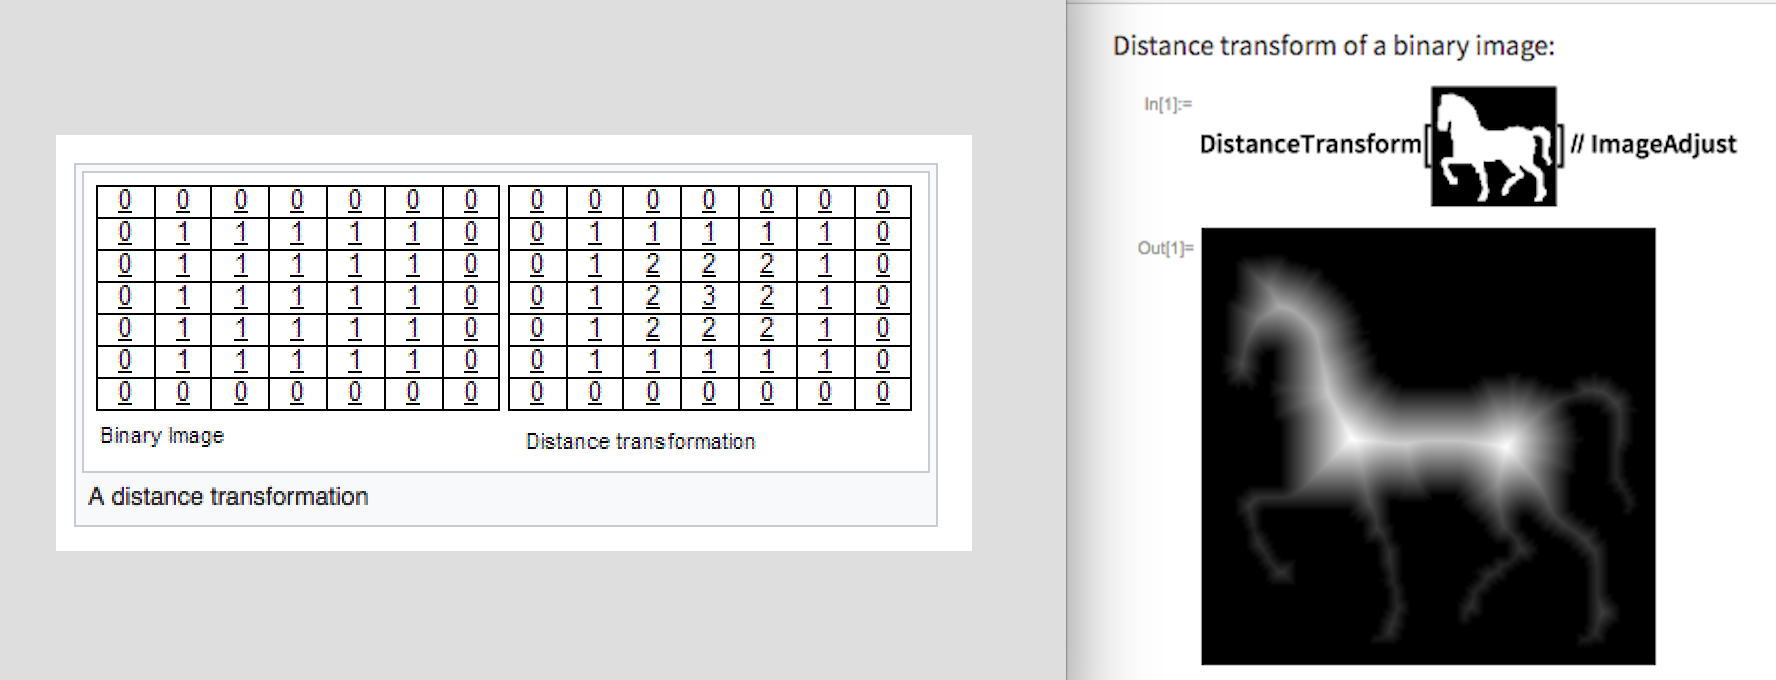 0 0 0 0 0 0 0
0 1 1 1 1 1 0
0 1 1 1 1 1 0
0 1 1 1 1 1 0
0 1 1 1 1 1 0
0 1 1 1 1 1 0
0 0 0 0 0 0 0
Binary Image
0 0 0 0 0 0 0
0 1 1 1 1 1 0
0 1 2 2 2 1 0
0 1 2 3 2 1 0
0 1 2 2 2 1 0
0 1 1 1 1 1 0
0 0 0 0 0 0 0
Distance transformation
A distance transformation
Distance transform of a binary image:
In[1]:=
DistanceTransform[ ] // ImageAdjust
Out[1]=